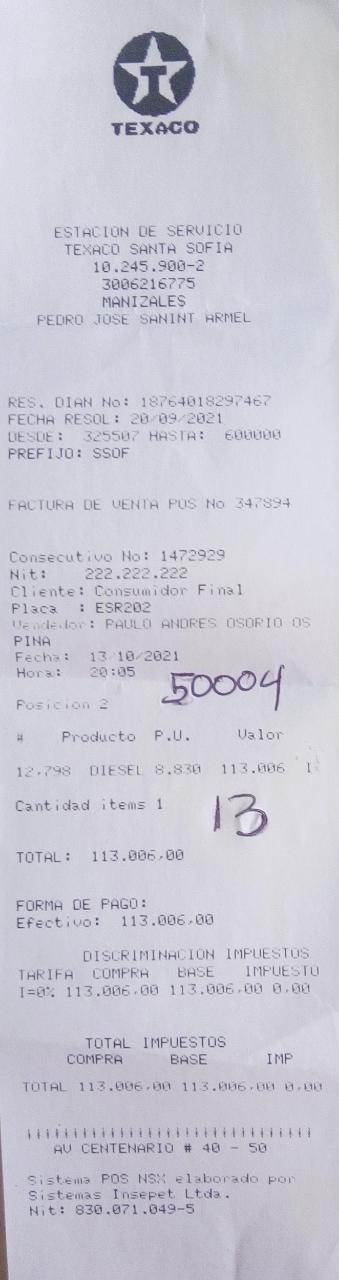 T
TEXACO
ESTACION DE SERVICIO
TEXACO SANTA SOFIA
10.245.900-2
3006216775
MANIZALES
PEDRO JOSE SANINT ARMEL
RES. DIAN No: 18764018297467
FECHA RESOL: 20/09/2021
DESDE: 325507 HASTA: 600000
PREFIJO: SSOF
FACTURA DE VENTA POS No 347894
Consecutivo No: 1472929
Nit: 222.222.222
Cliente: Consumidor Final
Placa : ESR202
Vendedor: PAULO ANDRES OSORIO OS
PINA
Fecha: 13/10/2021
Hora: 20:05
50004
Posicion 2
# Producto P.U. Valor
12,798 DIESEL 8.830 113.006 I
Cantidad items 1
13
TOTAL: 113.006,00
FORMA DE PAGO:
Efectivo: 113.006,00
DISCRIMINACION IMPUESTOS
TARIFA COMPRA BASE IMPUESTO
I=0% 113.006,00 113.006,00 0,00
TOTAL IMPUESTOS
COMPRA BASE IMP
TOTAL 113.006,00 113.006,00 0,00
AV CENTENARIO # 40 - 50
Sistema POS NSX elaborado por
Sistemas Insepet Ltda.
Nit: 830.071.049-5